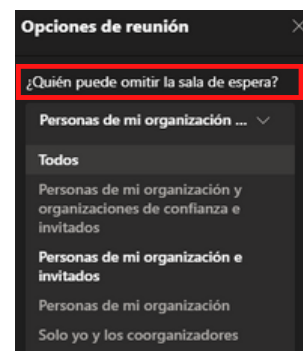 Opciones de reunión
¿Quién puede omitir la sala de espera?
Personas de mi organización ...
Todos
Personas de mi organización y
organizaciones de confianza e
invitados
Personas de mi organización e
invitados
Personas de mi organización
Solo yo y los coorganizadores